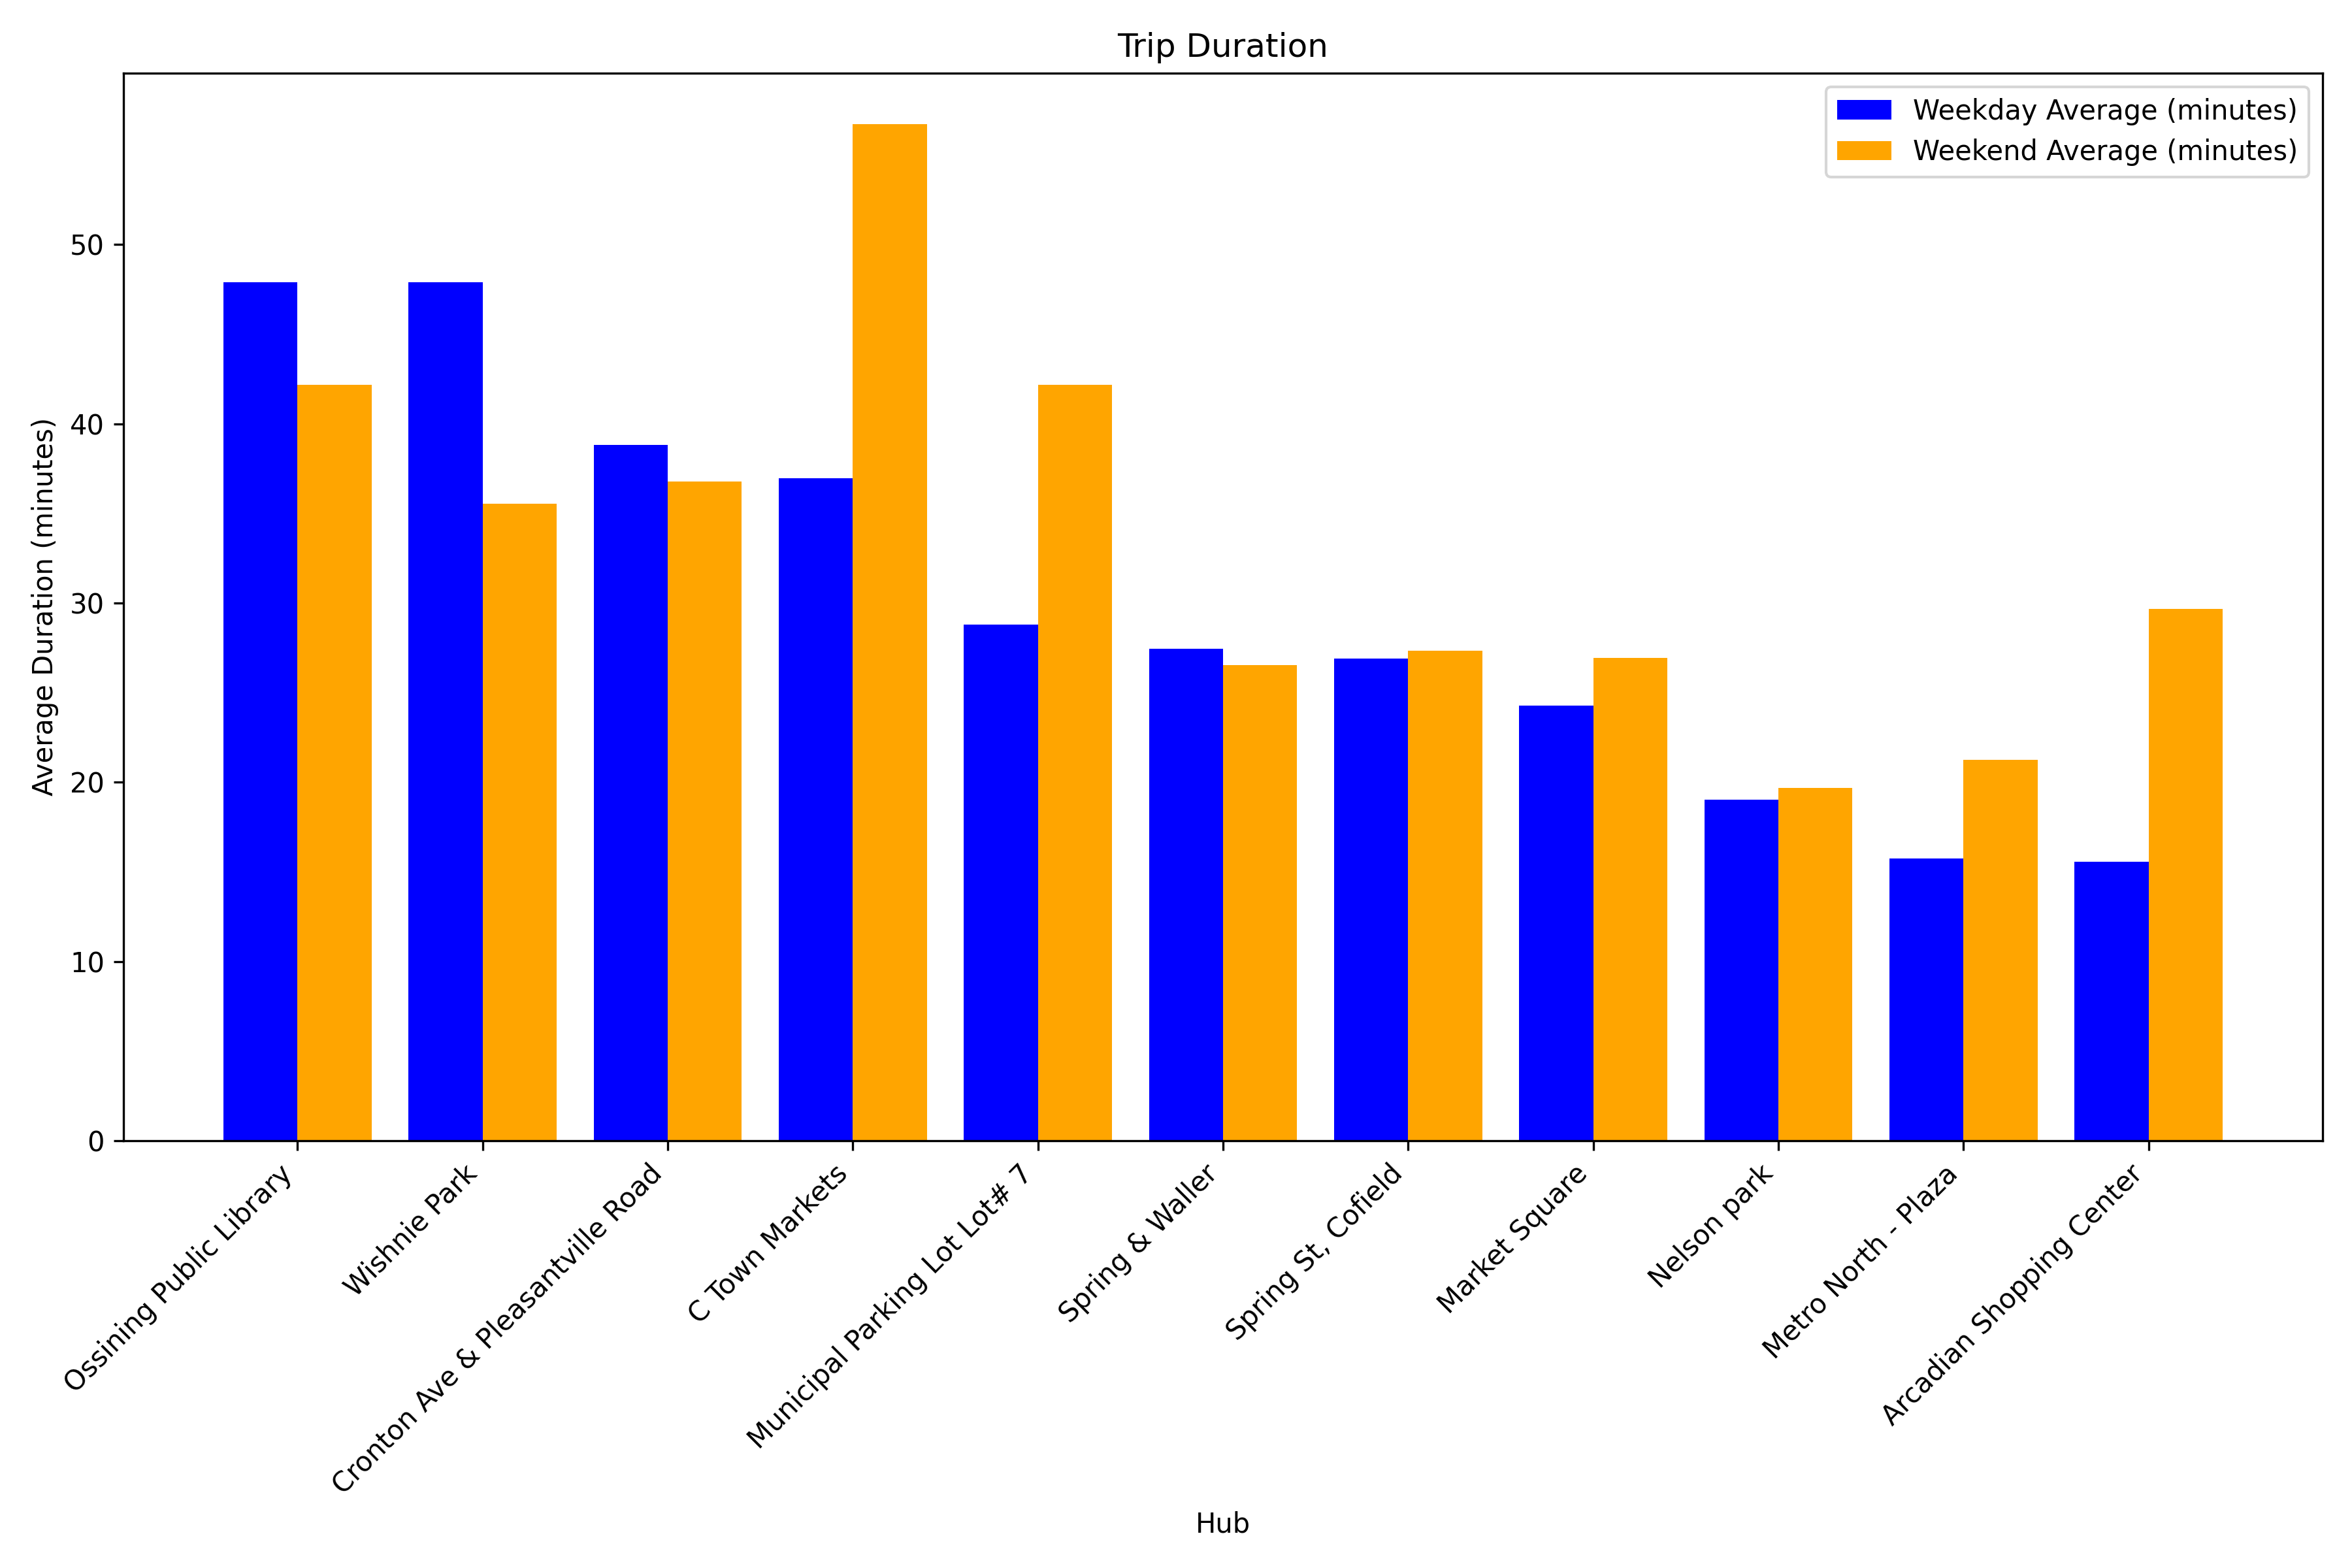 Trip Duration
Weekday Average (minutes)
Weekend Average (minutes)
Average Duration (minutes)
50
40
30
20
10
0
Ossining Public Library
Wishnie Park
Cronton Ave & Pleasantville Road
C Town Markets
Municipal Parking Lot Lot# 7
Spring & Waller
Spring St, Cofield
Market Square
Nelson park
Metro North - Plaza
Arcadian Shopping Center
Hub